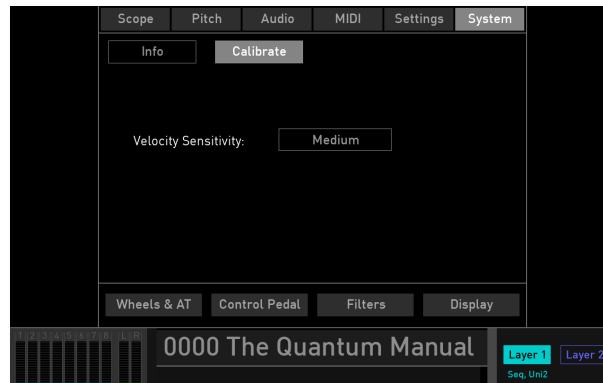 Scope Pitch Audio MIDI Settings System
Info Calibrate
Velocity Sensitivity: Medium
Wheels & AT Control Pedal Filters Display
1 2 3 4 5 6 7 8 L R
0000 The Quantum Manual
Layer 1 Layer 2
Seq, Uni2